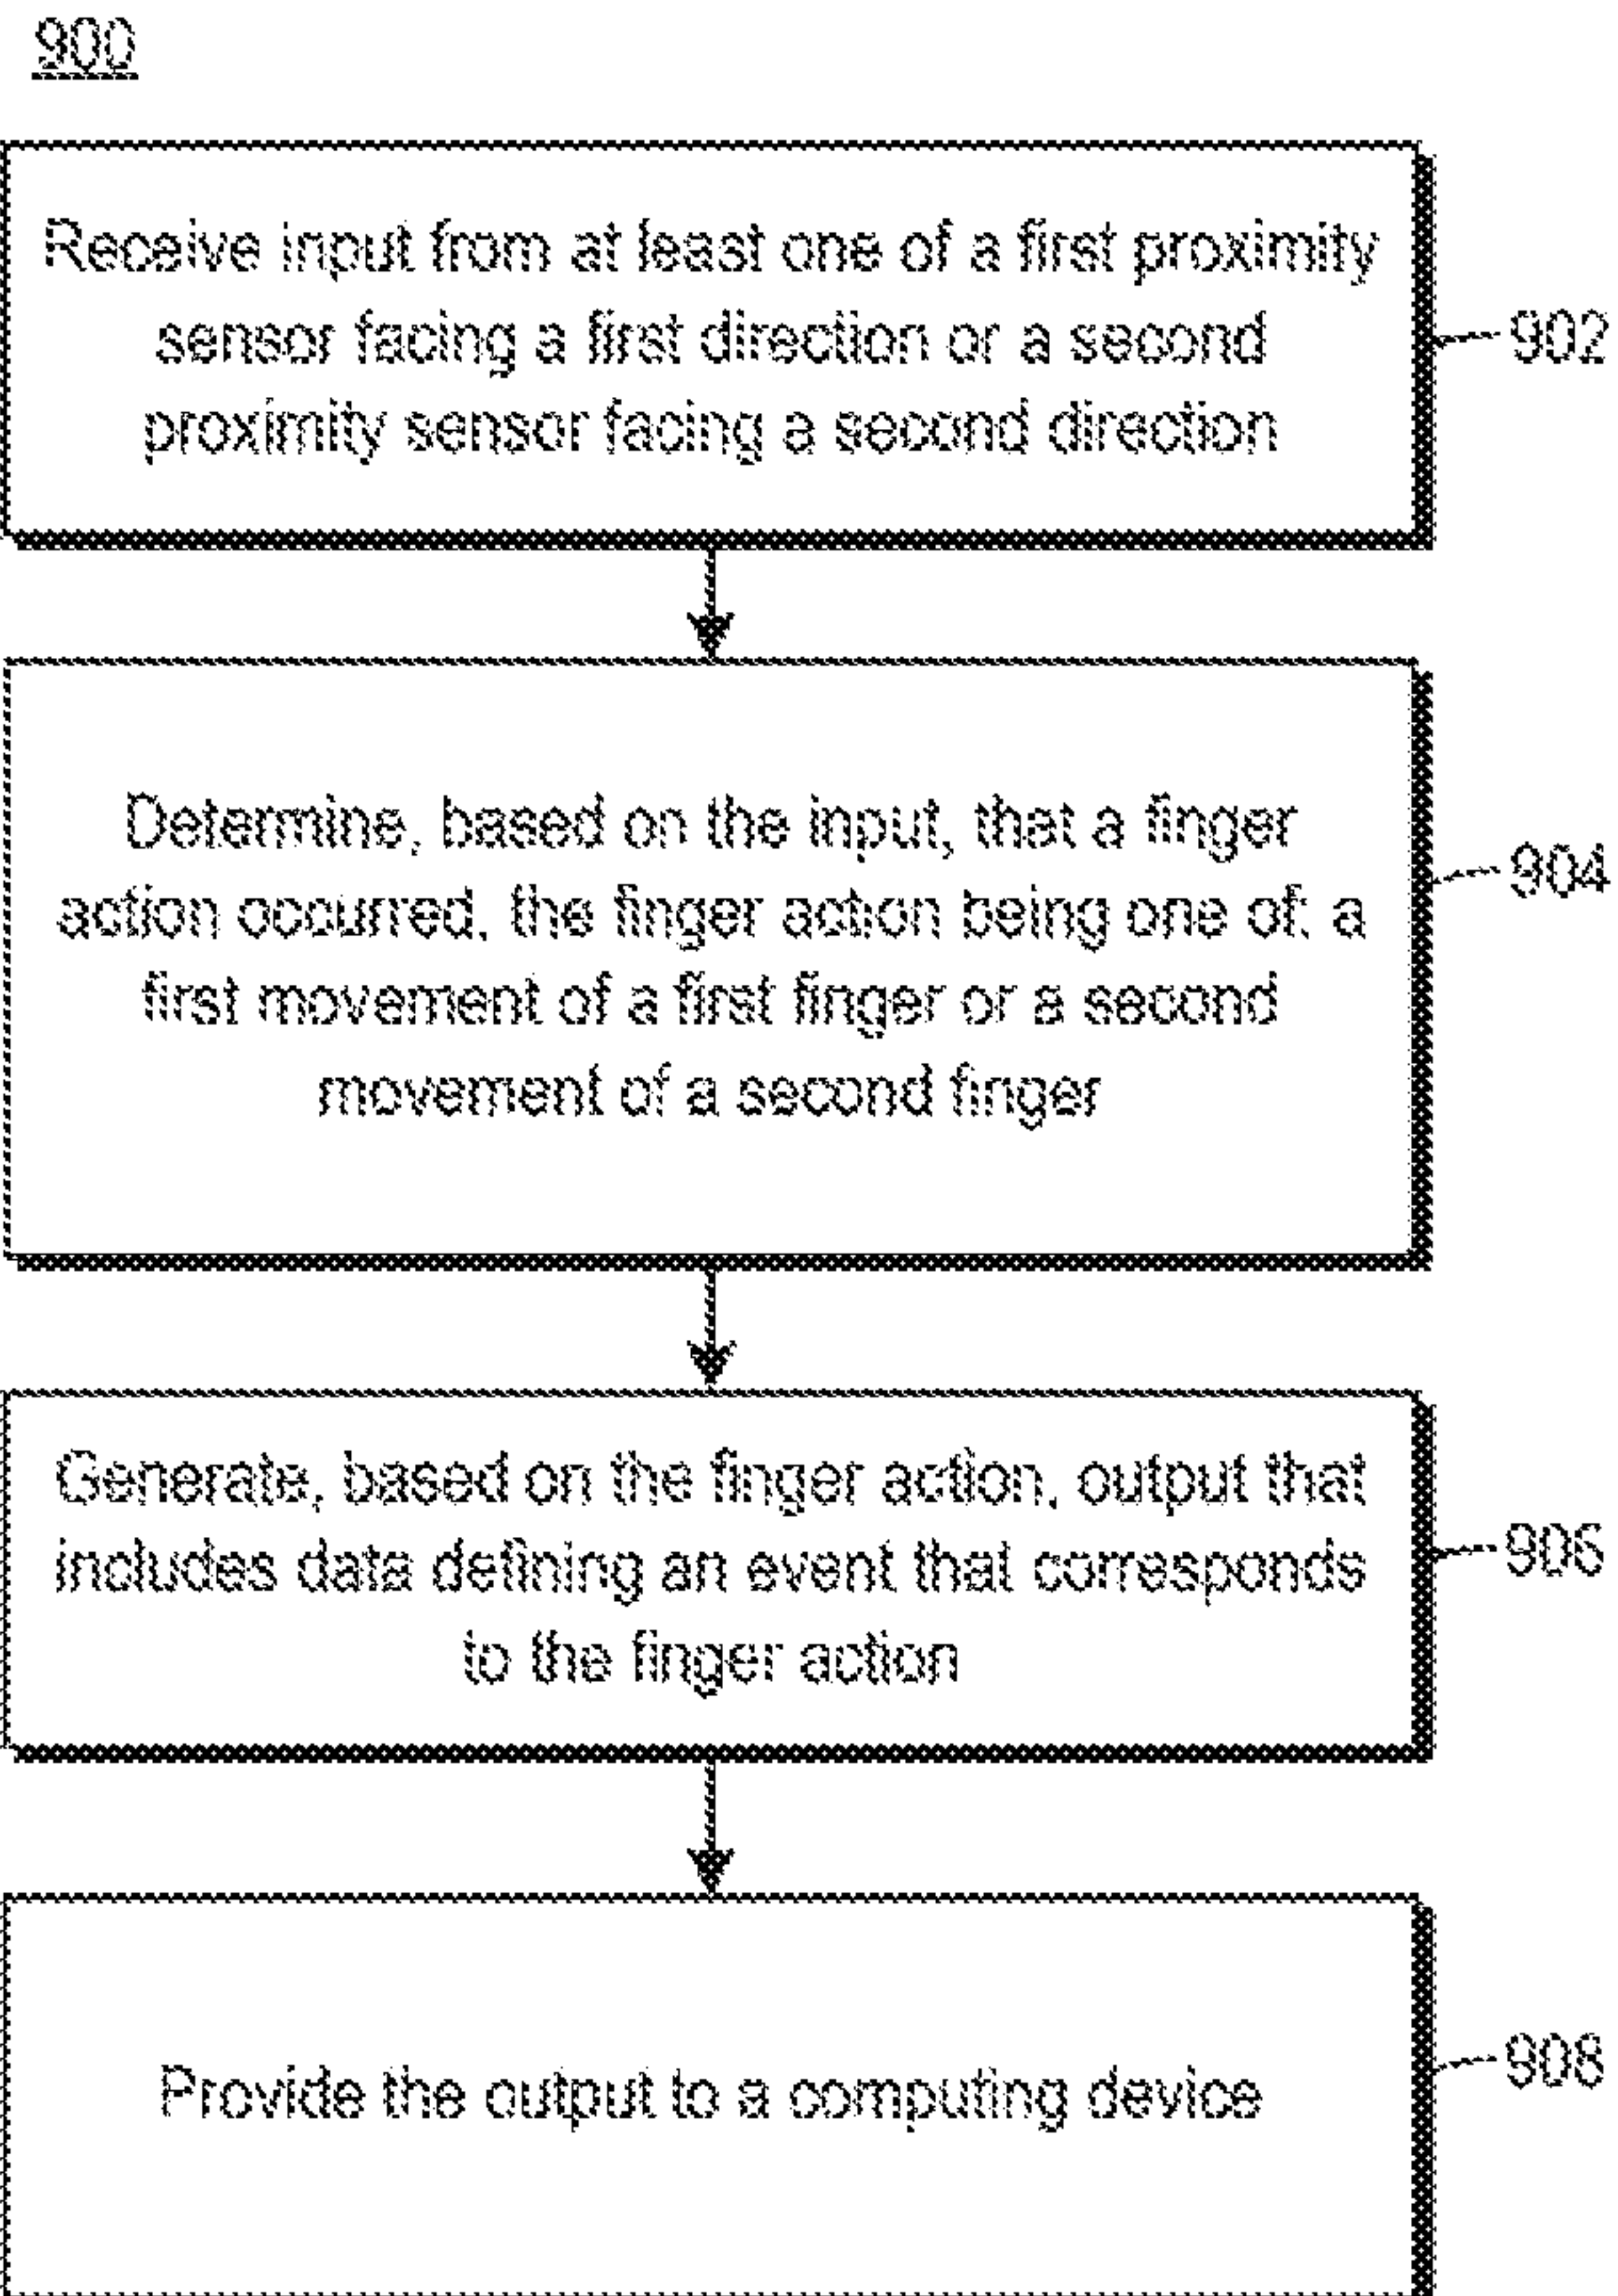 900
Receive input from at least one of a first proximity
sensor facing a first direction or a second
proximity sensor facing a second direction
902
Determine, based on the input, that a finger
action occurred, the finger action being one of: a
first movement of a first finger or a second
movement of a second finger
904
Generate, based on the finger action, output that
includes data defining an event that corresponds
to the finger action
906
Provide the output to a computing device
908